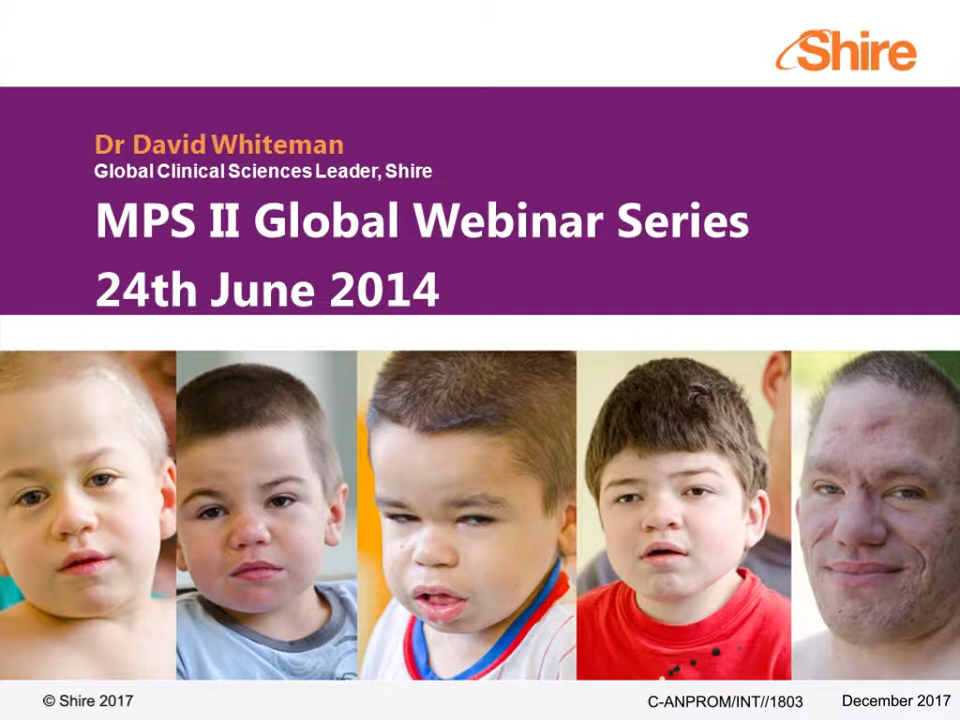 Shire
Dr David Whiteman
Global Clinical Sciences Leader, Shire
MPS II Global Webinar Series
24th June 2014
© Shire 2017
C-ANPROM/INT//1803
December 2017